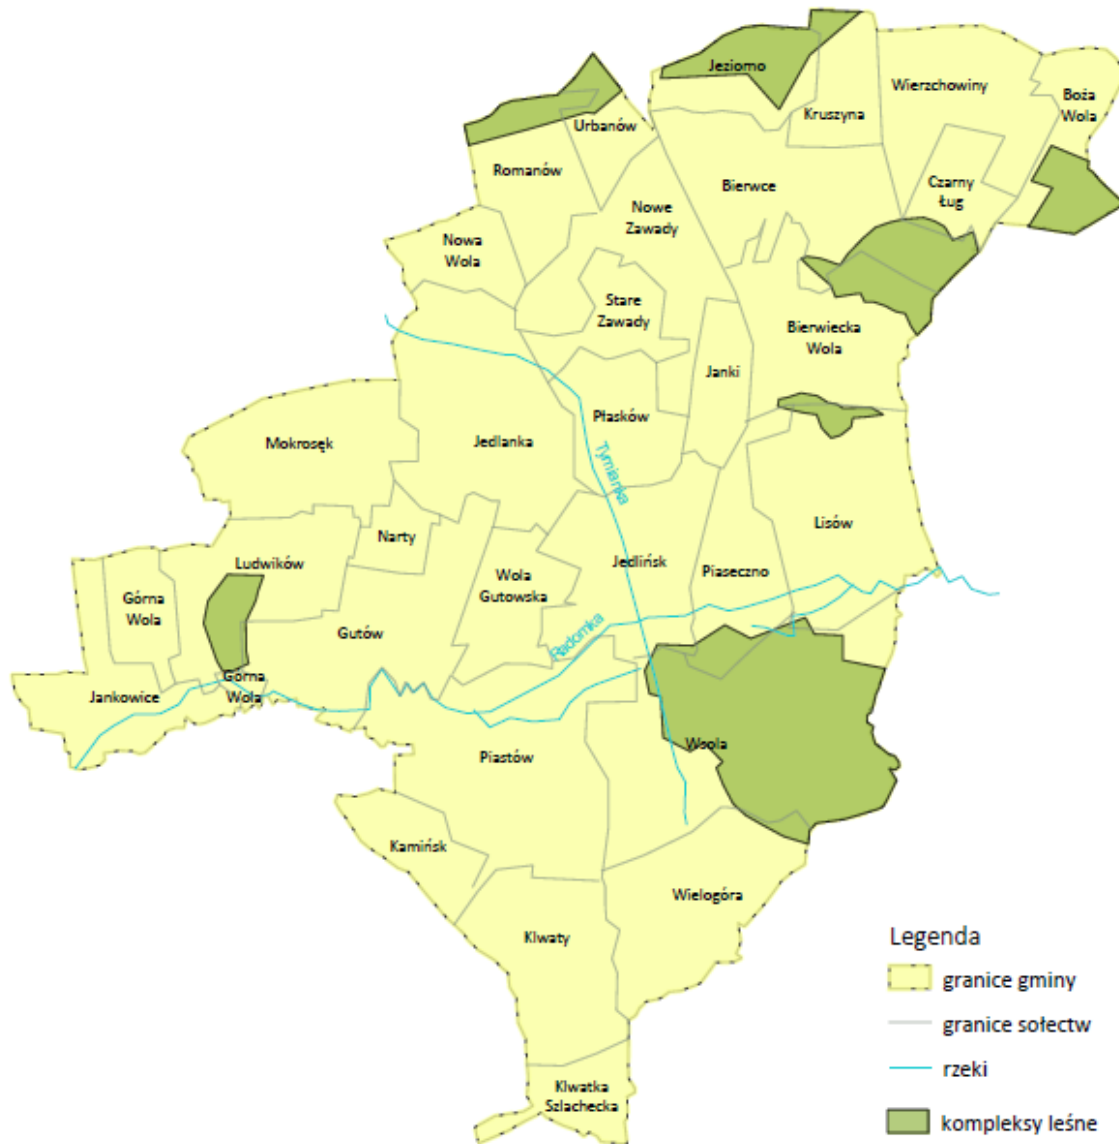 Jeziorno
Kruszyna
Wierzchowiny
Boża
Wola
Urbanów
Romanów
Bierwce
Czarny
Ług
Nowe
Zawady
Nowa
Wola
Stare
Zawady
Bierwiecka
Wola
Janki
Płasków
Mokrosęk
Jedlanka
Tymianka
Lisów
Narty
Ludwików
Wola
Gutowska
Jedlińsk
Piaseczno
Górna
Wola
Gutów
Radomka
Górna
Wola
Jankowice
Piastów
Wsola
Kamińsk
Wielogóra
Klwaty
Klwatka
Szlachecka
Legenda
granice gminy
granice sołectw
rzeki
kompleksy leśne